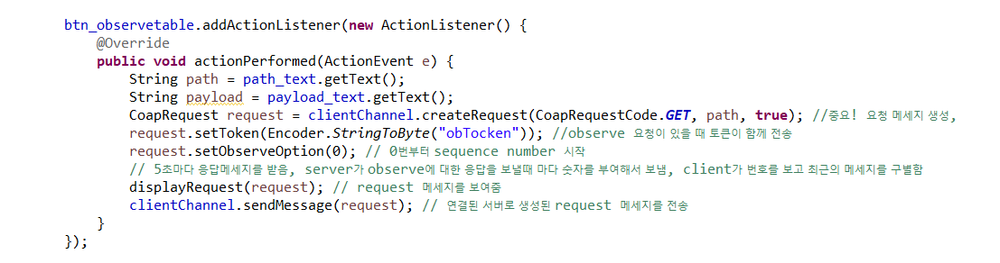 btn_observetable.addActionListener(new ActionListener() {
@Override
public void actionPerformed(ActionEvent e) {
String path = path_text.getText();
String payload = payload_text.getText();
CoapRequest request = clientChannel.createRequest(CoapRequestCode.GET, path, true); //중요! 요청 메세지 생성,
request.setToken(Encoder.StringToByte("obTocken")); //observe 요청이 있을 때 토큰이 함께 전송
request.setObserveOption(0); // 0번부터 sequence number 시작
// 5초마다 응답메세지를 받음, server가 observe에 대한 응답을 보낼때 마다 숫자를 부여해서 보냄, client가 번호를 보고 최근의 메세지를 구별함
displayRequest(request); // request 메세지를 보여줌
clientChannel.sendMessage(request); // 연결된 서버로 생성된 request 메세지를 전송
}
});